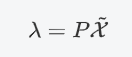 λ = P𝒳̃